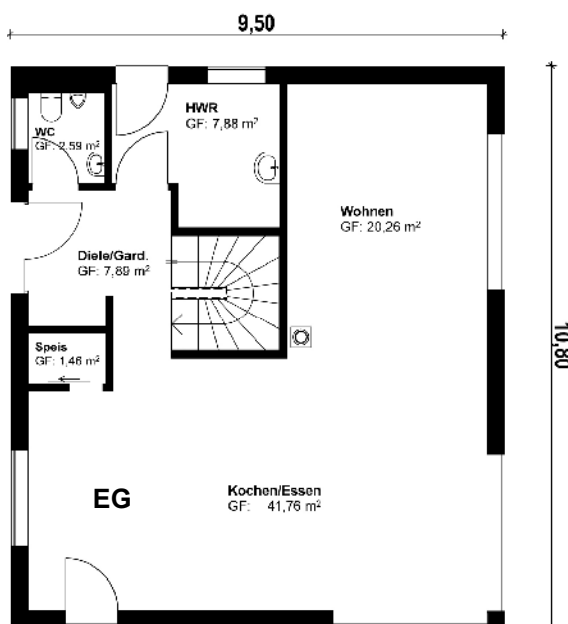 9,50
HWR
GF: 7,88 m²
WC
GF: 2.59 m²
Wohnen
GF: 20,26 m²
Diele/Gard.
GF: 7,89 m²
10,80
Speis
GF: 1,46 m²
EG
Kochen/Essen
GF: 41,76 m²